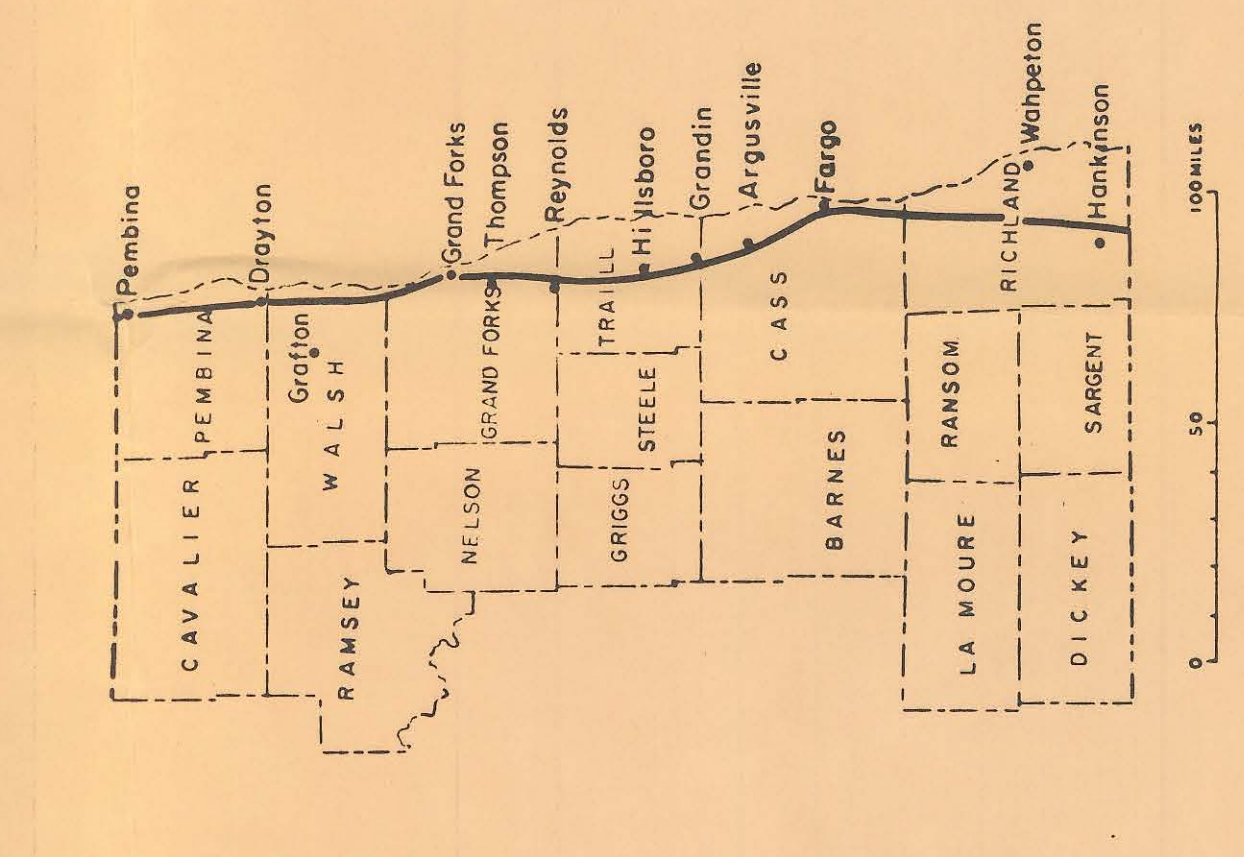 Pembina
Drayton
Grand Forks
Thompson
Reynolds
Hillsboro
Grandin
Argusville
Fargo
Wahpeton
Hankinson
Grafton
CAVALIER
PEMBINA
RAMSEY
WALSH
NELSON
GRAND FORKS
GRIGGS
STEELE
TRAILL
BARNES
CASS
LA MOURE
RANSOM
RICHLAND
DICKEY
SARGENT
0 50 100 MILES